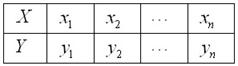 X x₁ x₂ ⋯ xₙ
Y y₁ y₂ ⋯ yₙ